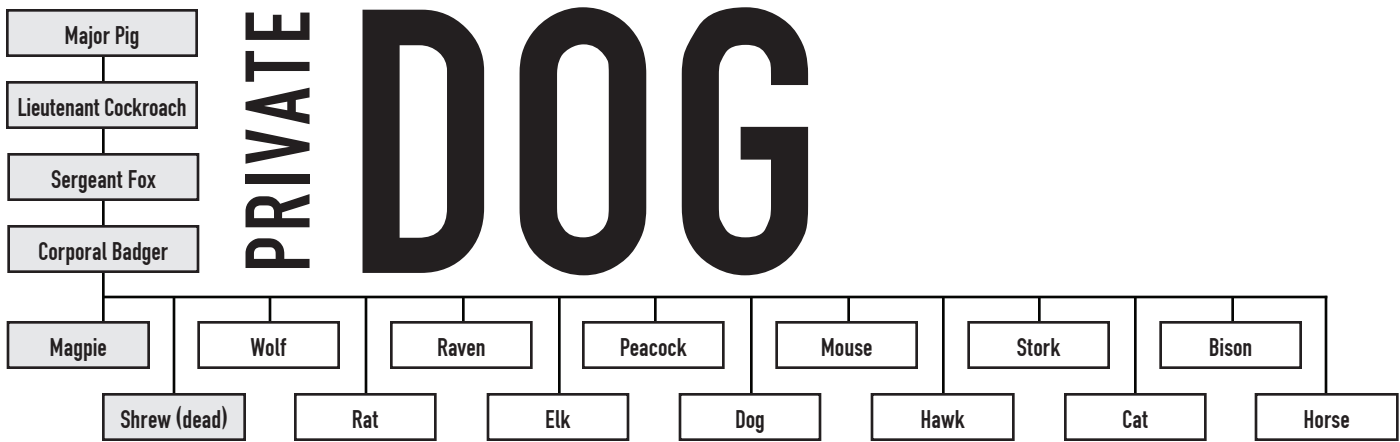 Major Pig
Lieutenant Cockroach
Sergeant Fox
Corporal Badger
PRIVATE
DOG
Magpie
Wolf
Raven
Peacock
Mouse
Stork
Bison
Shrew (dead)
Rat
Elk
Dog
Hawk
Cat
Horse